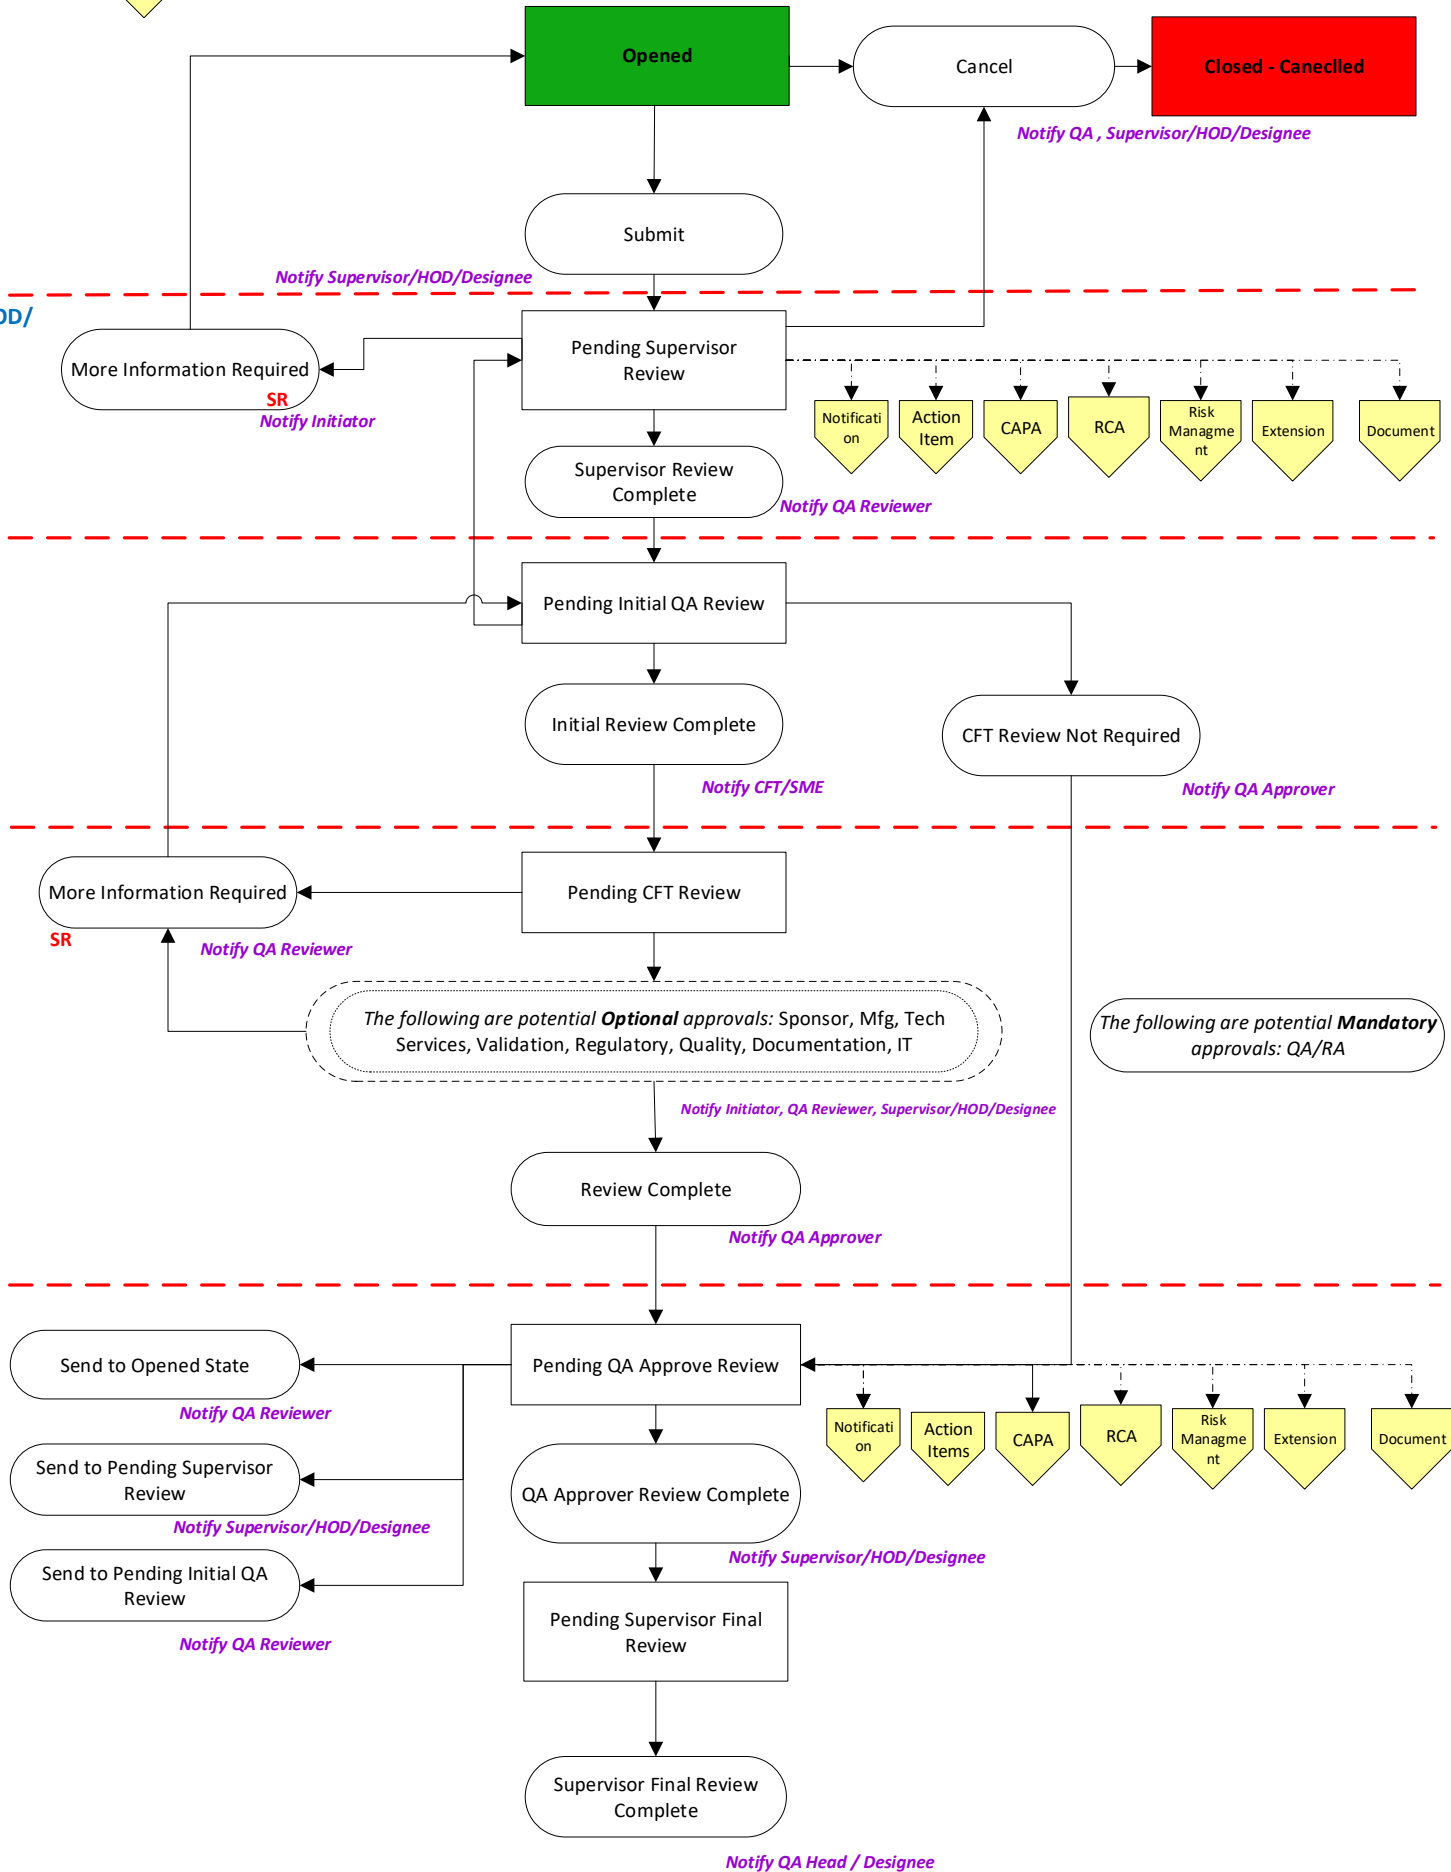 Opened
Cancel
Closed - Caneclled
Notify QA , Supervisor/HOD/Designee
Submit
Notify Supervisor/HOD/Designee
OD/
More Information Required
SR
Notify Initiator
Pending Supervisor
Review
Notificati
on
Action
Item
CAPA
RCA
Risk
Managme
nt
Extension
Document
Supervisor Review
Complete
Notify QA Reviewer
Pending Initial QA Review
Initial Review Complete
CFT Review Not Required
Notify CFT/SME
Notify QA Approver
More Information Required
SR
Notify QA Reviewer
Pending CFT Review
The following are potential Optional approvals: Sponsor, Mfg, Tech
Services, Validation, Regulatory, Quality, Documentation, IT
The following are potential Mandatory
approvals: QA/RA
Notify Initiator, QA Reviewer, Supervisor/HOD/Designee
Review Complete
Notify QA Approver
Send to Opened State
Notify QA Reviewer
Pending QA Approve Review
Notificati
on
Action
Items
CAPA
RCA
Risk
Managme
nt
Extension
Document
Send to Pending Supervisor
Review
Notify Supervisor/HOD/Designee
QA Approver Review Complete
Notify Supervisor/HOD/Designee
Send to Pending Initial QA
Review
Notify QA Reviewer
Pending Supervisor Final
Review
Supervisor Final Review
Complete
Notify QA Head / Designee